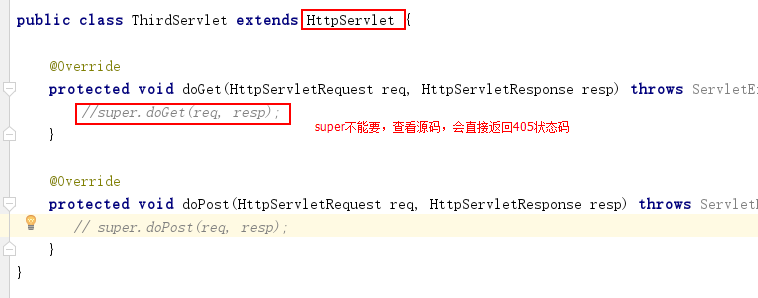 public class ThirdServlet extends HttpServlet {
@Override
protected void doGet(HttpServletRequest req, HttpServletResponse resp) throws ServletE
//super.doGet(req, resp);
super不能要，查看源码，会直接返回405状态码
}
@Override
protected void doPost(HttpServletRequest req, HttpServletResponse resp) throws Servlet
// super.doPost(req, resp);
}
}